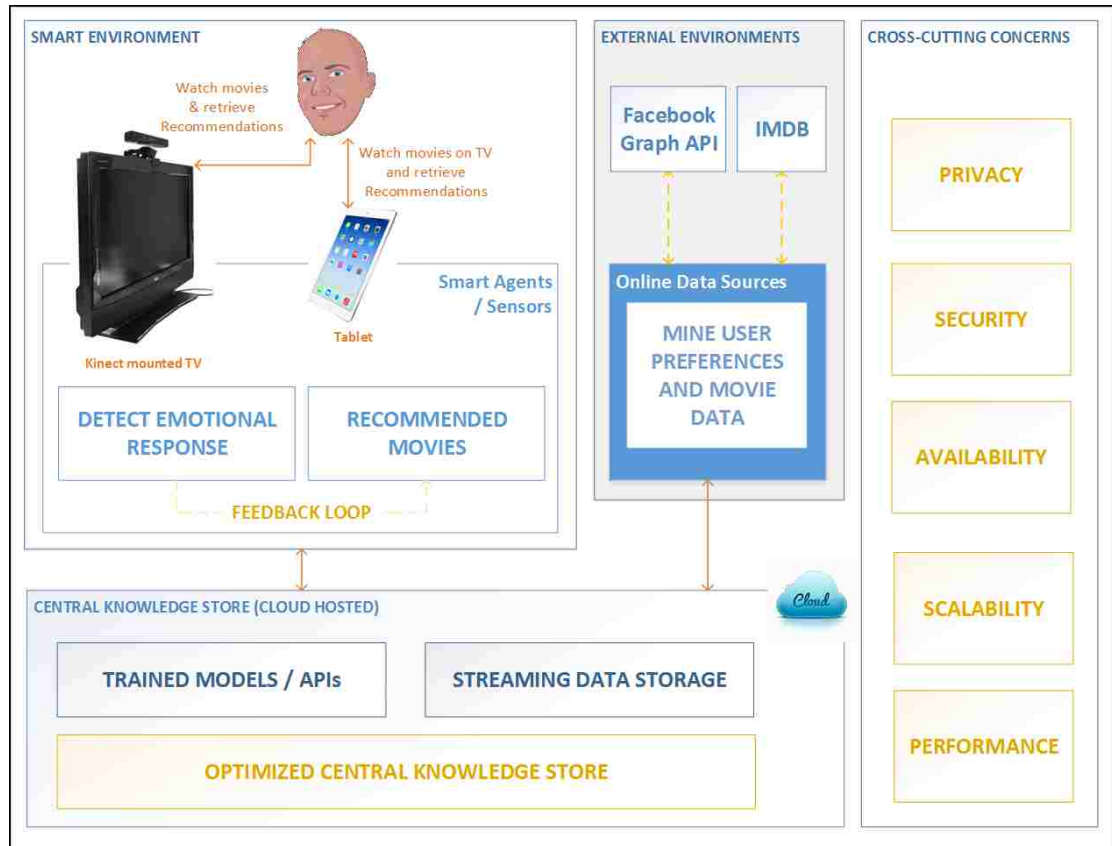 SMART ENVIRONMENT
Watch movies
& retrieve
Recommendations
Watch movies on TV
and retrieve
Recommendations
Smart Agents
/ Sensors
Tablet
Kinect mounted TV
DETECT EMOTIONAL
RESPONSE
RECOMMENDED
MOVIES
FEEDBACK LOOP
EXTERNAL ENVIRONMENTS
Facebook
Graph API
IMDB
Online Data Sources
MINE USER
PREFERENCES
AND MOVIE
DATA
CENTRAL KNOWLEDGE STORE (CLOUD HOSTED)
Cloud
TRAINED MODELS / APIs
STREAMING DATA STORAGE
OPTIMIZED CENTRAL KNOWLEDGE STORE
CROSS-CUTTING CONCERNS
PRIVACY
SECURITY
AVAILABILITY
SCALABILITY
PERFORMANCE